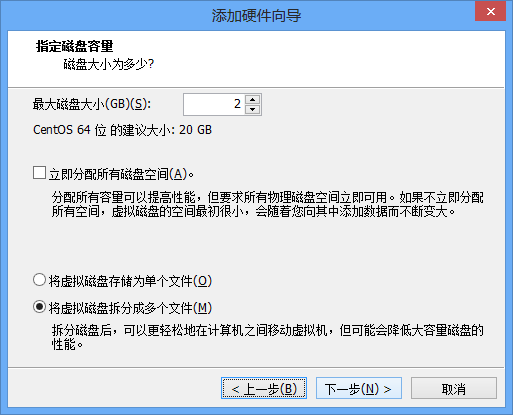 添加硬件向导
指定磁盘容量
磁盘大小为多少?
最大磁盘大小(GB)(S): 2
CentOS 64 位 的建议大小: 20 GB
立即分配所有磁盘空间(A)。
分配所有容量可以提高性能，但要求所有物理磁盘空间立即可用。如果不立即分配
所有空间，虚拟磁盘的空间最初很小，会随着您向其中添加数据而不断变大。
将虚拟磁盘存储为单个文件(O)
将虚拟磁盘拆分成多个文件(M)
拆分磁盘后，可以更轻松地在计算机之间移动虚拟机，但可能会降低大容量磁盘的
性能。
< 上一步(B) 下一步(N) > 取消